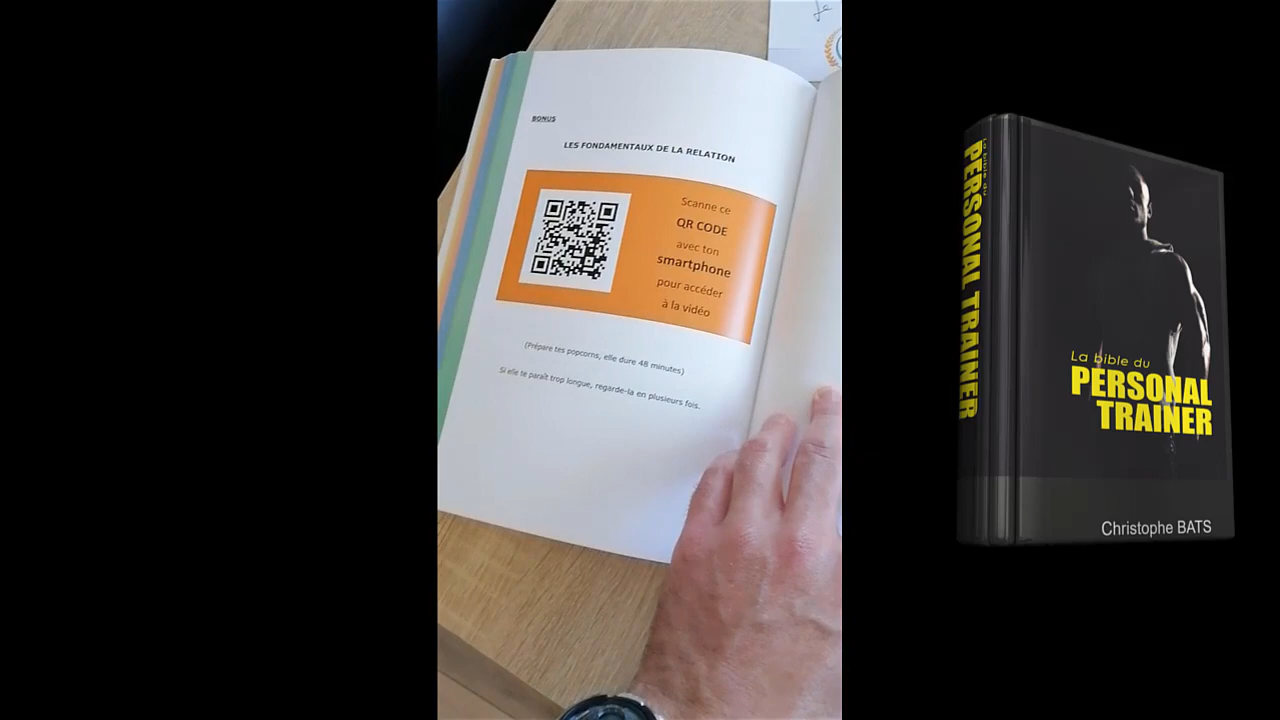 BONUS
LES FONDAMENTAUX DE LA RELATION
Scanne ce
QR CODE
avec ton
smartphone
pour accéder
à la vidéo
(Prépare tes popcorns, elle dure 48 minutes)
Si elle te paraît trop longue, regarde-la en plusieurs fois.
La bible du
PERSONAL TRAINER
La bible du
PERSONAL
TRAINER
Christophe BATS